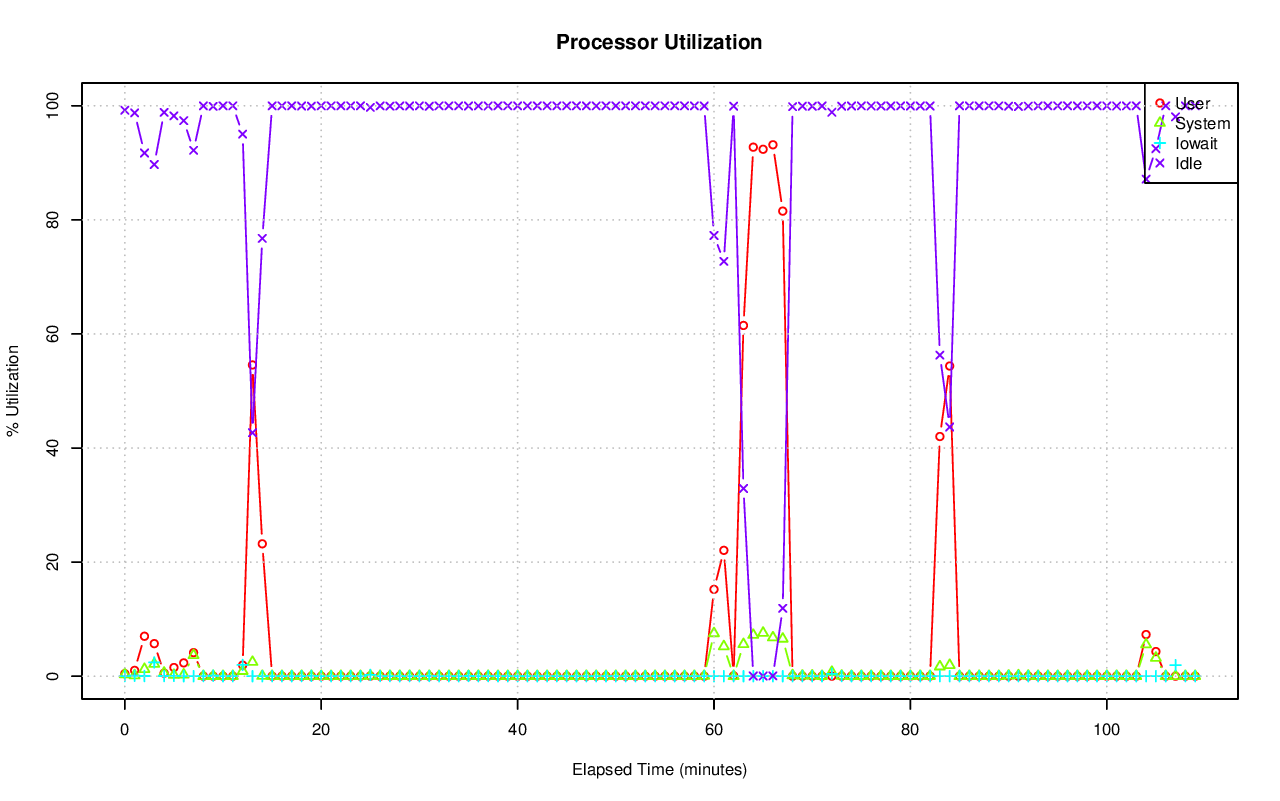 Processor Utilization
% Utilization
100
80
60
40
20
0
User
System
Iowait
Idle
0 20 40 60 80 100
Elapsed Time (minutes)